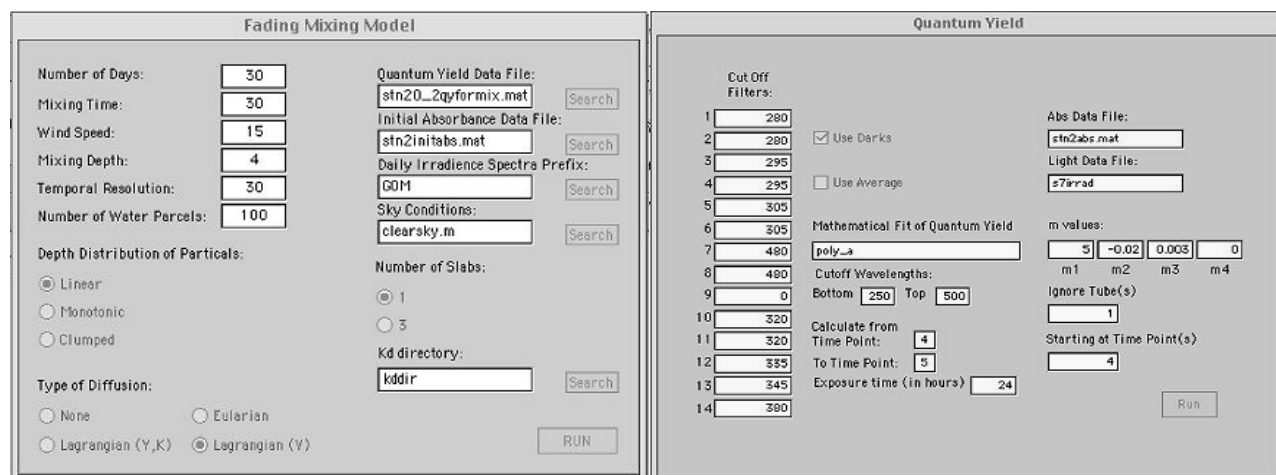 Fading Mixing Model
Number of Days: 30
Mixing Time: 30
Wind Speed: 15
Mixing Depth: 4
Temporal Resolution: 30
Number of Water Parcels: 100
Depth Distribution of Particals:
Linear
Monotonic
Clumped
Type of Diffusion:
None Eularian
Lagrangian (Y,K) Lagrangian (V)
Quantum Yield Data File:
stn20_2qyformix.mat Search
Initial Absorbance Data File:
stn2initabs.mat Search
Daily Irradience Spectra Prefix:
GOM Search
Sky Conditions:
clearsky.m Search
Number of Slabs:
1
3
Kd directory:
kddir Search
RUN
Quantum Yield
Cut Off
Filters:
1 280
2 280
3 295
4 295
5 305
6 305
7 480
8 480
9 0
10 320
11 320
12 335
13 345
14 380
Use Darks
Use Average
Mathematical Fit of Quantum Yield
poly_a
Cutoff Wavelengths:
Bottom 250 Top 500
Calculate from
Time Point: 4
To Time Point: 5
Exposure time (in hours) 24
Abs Data File:
stn2abs.mat
Light Data File:
s7irrad
m values:
5 -0.02 0.003 0
m1 m2 m3 m4
Ignore Tube(s)
1
Starting at Time Point(s)
4
Run